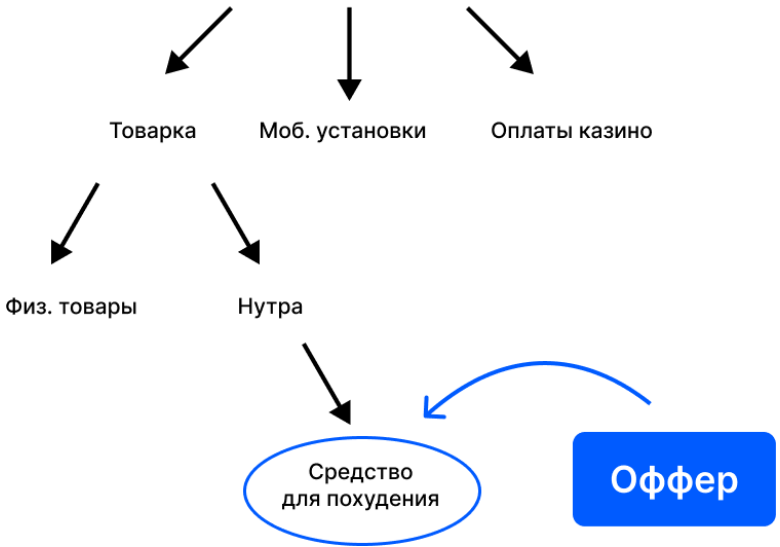 Товарка
Моб. установки
Оплаты казино
Физ. товары
Нутра
Средство
для похудения
Оффер